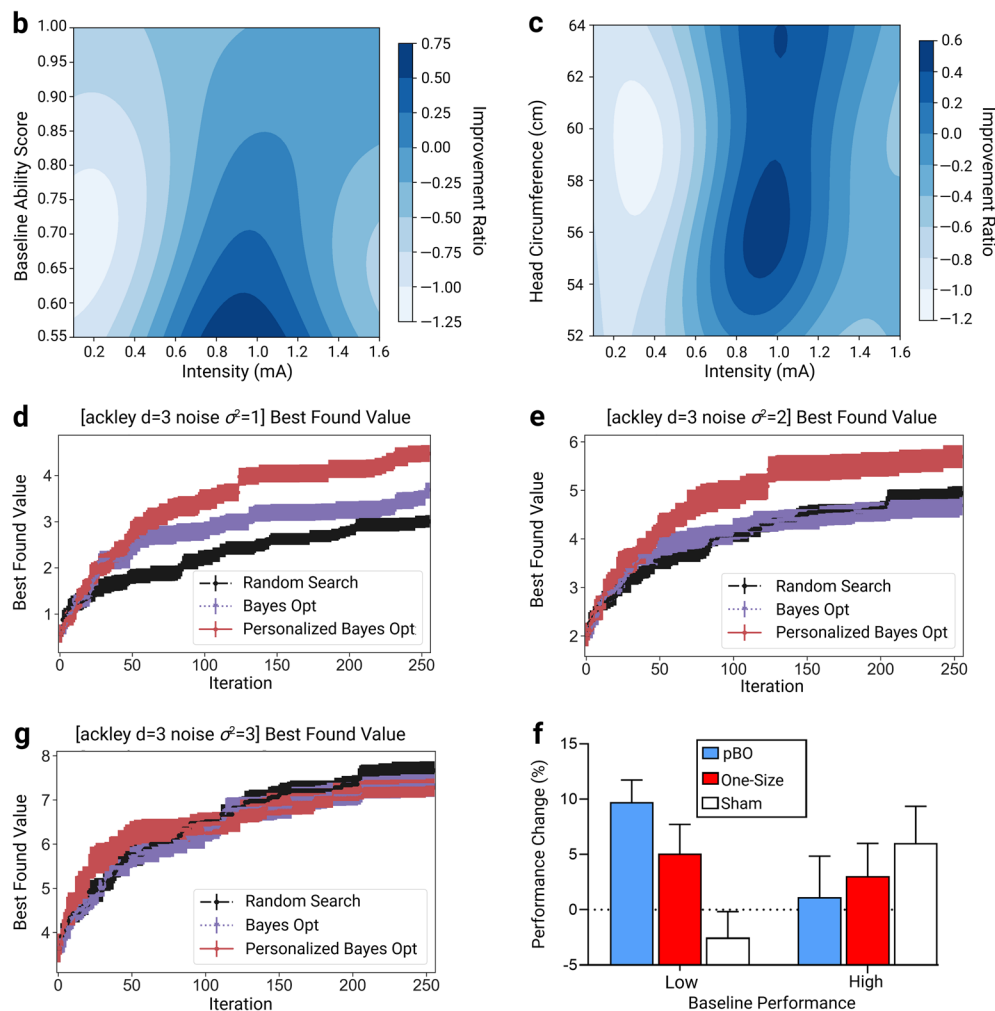 b
1.00
0.95
0.90
0.85
0.80
0.75
0.70
0.65
0.60
0.55
Baseline Ability Score
0.2 0.4 0.6 0.8 1.0 1.2 1.4 1.6
Intensity (mA)
0.75
0.50
0.25
0.00
−0.25
−0.50
−0.75
−1.00
−1.25
Improvement Ratio
c
64
62
60
58
56
54
52
Head Circumference (cm)
0.2 0.4 0.6 0.8 1.0 1.2 1.4 1.6
Intensity (mA)
0.6
0.4
0.2
0.0
−0.2
−0.4
−0.6
−0.8
−1.0
−1.2
Improvement Ratio
d
[ackley d=3 noise σ²=1] Best Found Value
4
3
2
1
Best Found Value
0 50 100 150 200 250
Iteration
Random Search
Bayes Opt
Personalized Bayes Opt
e
[ackley d=3 noise σ²=2] Best Found Value
6
5
4
3
2
Best Found Value
0 50 100 150 200 250
Iteration
Random Search
Bayes Opt
Personalized Bayes Opt
g
[ackley d=3 noise σ²=3] Best Found Value
8
7
6
5
4
Best Found Value
0 50 100 150 200 250
Iteration
Random Search
Bayes Opt
Personalized Bayes Opt
f
15
10
5
0
-5
Performance Change (%)
pBO
One-Size
Sham
Low High
Baseline Performance